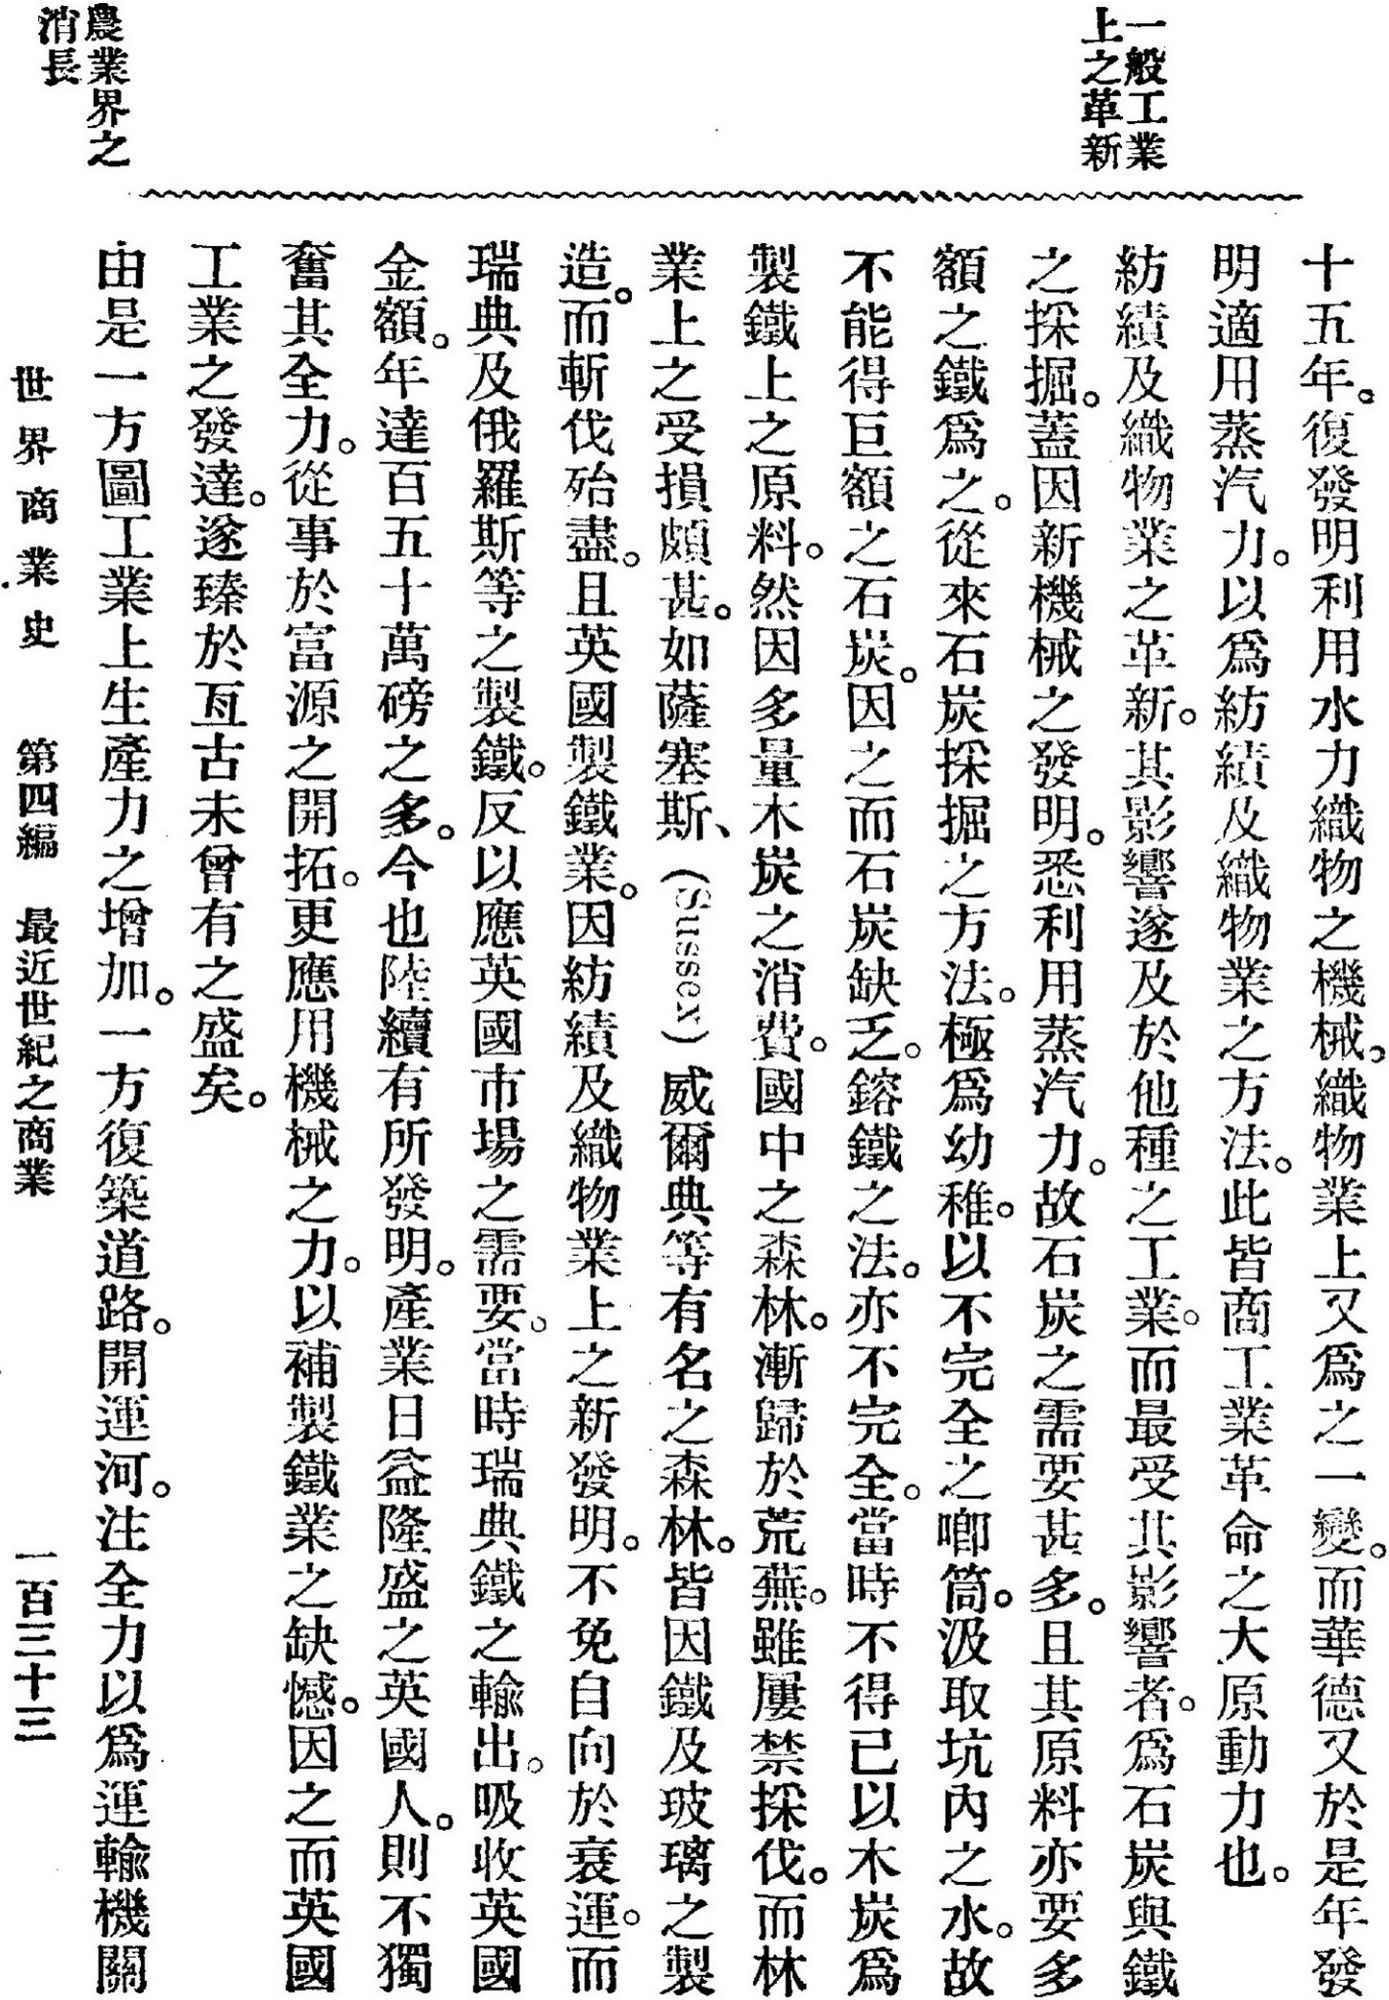 一般工業
上之革新
十五年。復發明利用水力織物之機械。織物業上又爲之一變。而華德又於是年發
明適用蒸汽力。以爲紡績及織物業之方法。此皆商工業革命之大原動力也。
紡績及織物業之革新。其影響遂及於他種之工業。而最受其影響者。爲石炭與鐵
之採掘。蓋因新機械之發明。悉利用蒸汽力。故石炭之需要甚多。且其原料亦要多
額之鐵爲之。從來石炭採掘之方法。極爲幼稚。以不完全之喞筒。汲取坑內之水。故
不能得巨額之石炭。因之而石炭缺乏。鎔鐵之法。亦不完全。當時不得已以木炭爲
製鐵上之原料。然因多量木炭之消費。國中之森林。漸歸於荒蕪。雖屢禁採伐。而林
業上之受損頗甚。如薩塞斯、(Sussex)威爾典等有名之森林。皆因鐵及玻璃之製
造。而斬伐殆盡。且英國製鐵業。因紡績及織物業上之新發明。不免自向於衰運。而
瑞典及俄羅斯等之製鐵。反以應英國市場之需要。當時瑞典鐵之輸出。吸收英國
金額。年達百五十萬磅之多。今也陸續有所發明。產業日益隆盛之英國人。則不獨
奮其全力。從事於富源之開拓。更應用機械之力。以補製鐵業之缺憾。因之而英國
工業之發達。遂臻於亙古未曾有之盛矣。
農業界之
消長
由是一方圖工業上生產力之增加。一方復築道路。開運河。注全力以爲運輸機關
世界商業史 第四編 最近世紀之商業 一百三十三